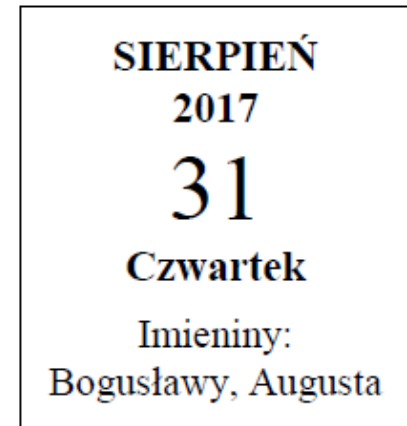 SIERPIEŃ
2017
31
Czwartek
Imieniny:
Bogusławy, Augusta